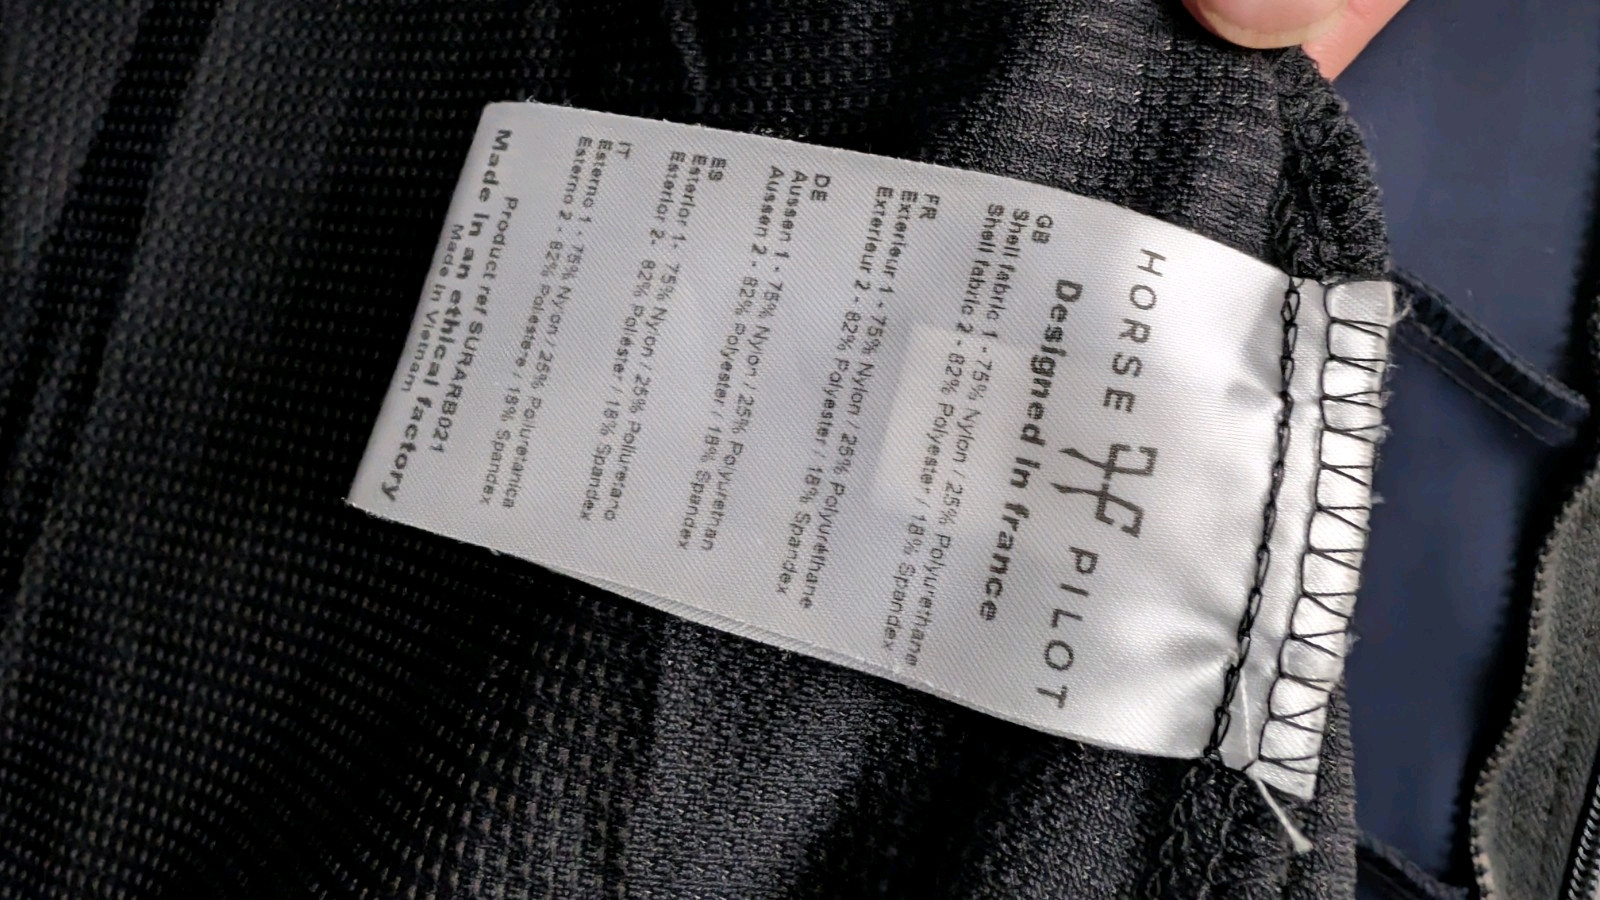 HORSE PILOT
Designed in france
GB
Shell fabric 1 - 75% Nylon / 25% Polyurethane
Shell fabric 2 - 82% Polyester / 18% Spandex
FR
Exterieur 1 - 75% Nylon / 25% Polyuréthane
Exterieur 2 - 82% Polyester / 18% Spandex
DE
Aussen 1 - 75% Nylon / 25% Polyurethan
Aussen 2 - 82% Polyester / 18% Spandex
ES
Esterior 1- 75% Nylon / 25% Poliuretano
Esterior 2- 82% Poliéster / 18% Spandex
IT
Esterno 1 - 75% Nylon / 25% Poliuretanica
Esterno 2 - 82% Polestere / 18% Spandex
Product ref SURARB021
Made in an ethical factory
Made in Vietnam